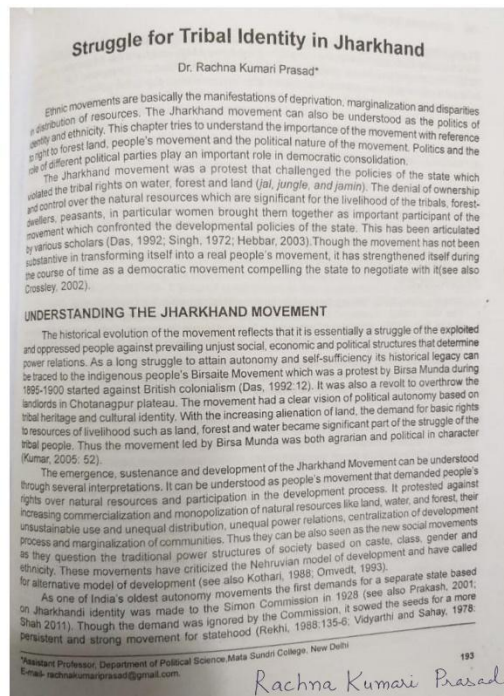 Struggle for Tribal Identity in Jharkhand
Dr. Rachna Kumari Prasad*
Ethnic movements are basically the manifestations of deprivation, marginalization and disparities
in distribution of resources. The Jharkhand movement can also be understood as the politics of
identity and ethnicity. This chapter tries to understand the importance of the movement with reference
to right to forest land, people's movement and the political nature of the movement. Politics and the
role of different political parties play an important role in democratic consolidation.
The Jharkhand movement was a protest that challenged the policies of the state which
violated the tribal rights on water, forest and land (jal, jungle, and jamin). The denial of ownership
and control over the natural resources which are significant for the livelihood of the tribals, forest-
dwellers, peasants, in particular women brought them together as important participant of the
movement which confronted the developmental policies of the state. This has been articulated
by various scholars (Das, 1992; Singh, 1972; Hebbar, 2003).Though the movement has not been
substantive in transforming itself into a real people's movement, it has strengthened itself during
the course of time as a democratic movement compelling the state to negotiate with it(see also
Crossley, 2002).
UNDERSTANDING THE JHARKHAND MOVEMENT
The historical evolution of the movement reflects that it is essentially a struggle of the exploited
and oppressed people against prevailing unjust social, economic and political structures that determine
power relations. As a long struggle to attain autonomy and self-sufficiency its historical legacy can
be traced to the indigenous people's Birsaite Movement which was a protest by Birsa Munda during
1895-1900 started against British colonialism (Das, 1992:12). It was also a revolt to overthrow the
landlords in Chotanagpur plateau. The movement had a clear vision of political autonomy based on
tribal heritage and cultural identity. With the increasing alienation of land, the demand for basic rights
to resources of livelihood such as land, forest and water became significant part of the struggle of the
tribal people. Thus the movement led by Birsa Munda was both agrarian and political in character
(Kumar, 2005: 52).
The emergence, sustenance and development of the Jharkhand Movement can be understood
through several interpretations. It can be understood as people's movement that demanded people's
rights over natural resources and participation in the development process. It protested against
increasing commercialization and monopolization of natural resources like land, water, and forest, their
unsustainable use and unequal distribution, unequal power relations, centralization of development
process and marginalization of communities. Thus they can be also seen as the new social movements
as they question the traditional power structures of society based on caste, class, gender and
ethnicity. These movements have criticized the Nehruvian model of development and have called
for alternative model of development (see also Kothari, 1988; Omvedt, 1993).
As one of India's oldest autonomy movements the first demands for a separate state based
on Jharkhandi identity was made to the Simon Commission in 1928 (see also Prakash, 2001;
Shah 2011). Though the demand was ignored by the Commission, it sowed the seeds for a more
persistent and strong movement for statehood (Rekhi, 1988:135-6; Vidyarthi and Sahay, 1978:
*Assistant Professor, Department of Political Science,Mata Sundri College, New Delhi
E-mail- rachnakumariprasad@gmail.com
193
Rachna Kumari Prasad